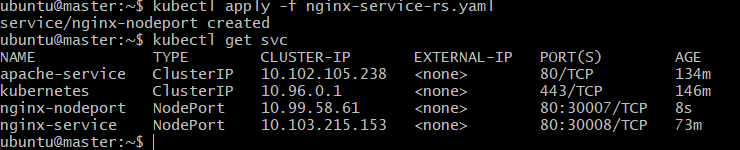 ubuntu@master:~$ kubectl apply -f nginx-service-rs.yaml
service/nginx-nodeport created
ubuntu@master:~$ kubectl get svc
NAME TYPE CLUSTER-IP EXTERNAL-IP PORT(S) AGE
apache-service ClusterIP 10.102.105.238 <none> 80/TCP 134m
kubernetes ClusterIP 10.96.0.1 <none> 443/TCP 146m
nginx-nodeport NodePort 10.99.58.61 <none> 80:30007/TCP 8s
nginx-service NodePort 10.103.215.153 <none> 80:30008/TCP 73m
ubuntu@master:~$